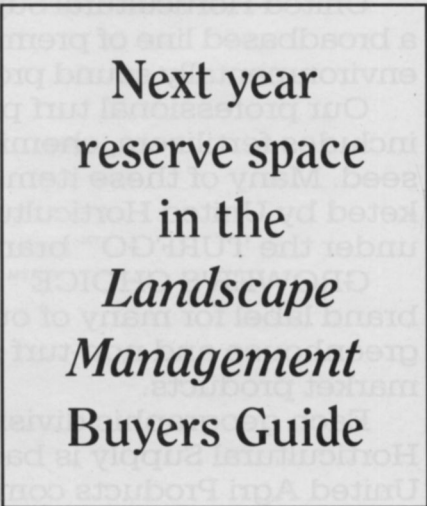 Next year
reserve space
in the
Landscape
Management
Buyers Guide